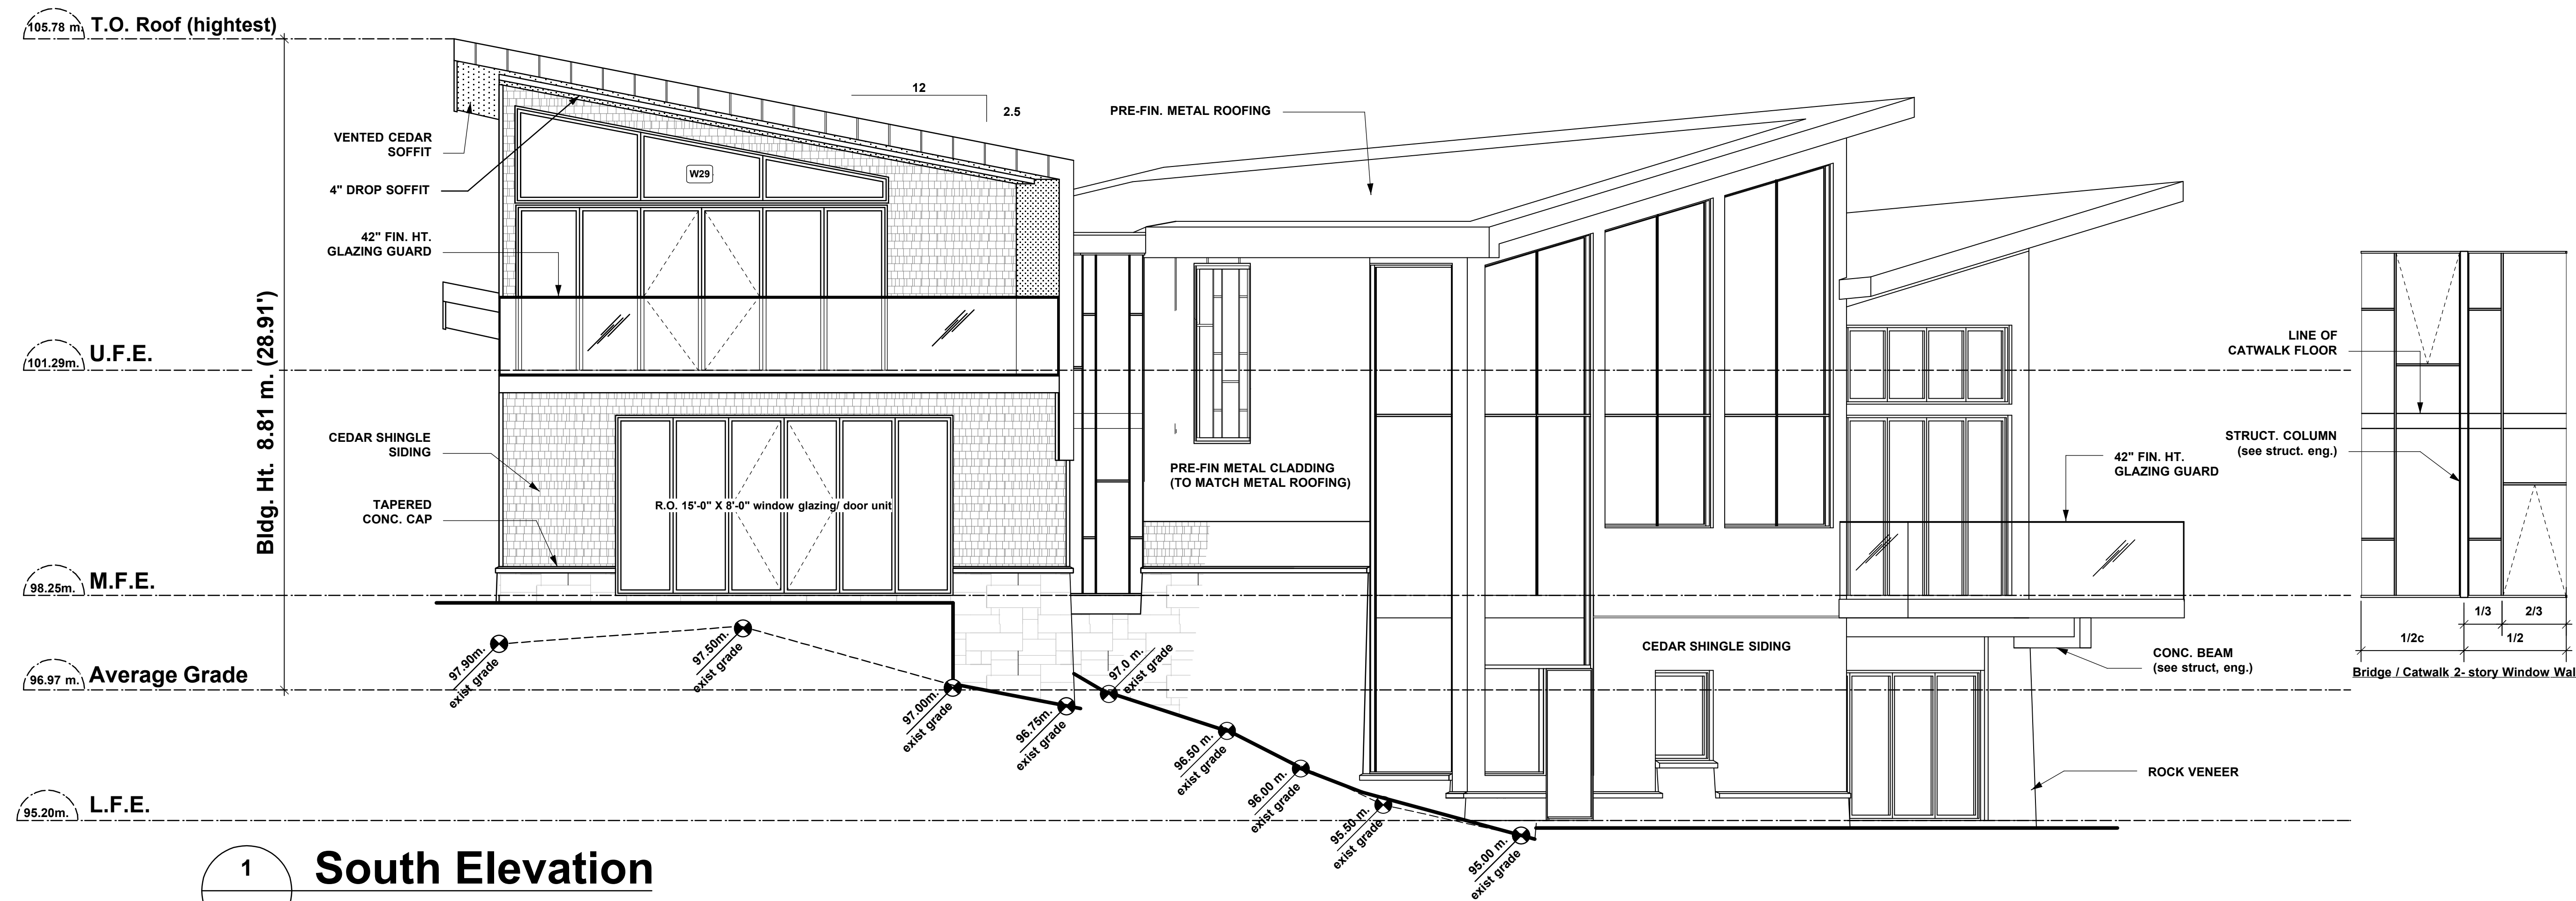 105.78 m.
T.O. Roof (hightest)
12
2.5
PRE-FIN. METAL ROOFING
VENTED CEDAR
SOFFIT
4" DROP SOFFIT
W29
42" FIN. HT.
GLAZING GUARD
Bldg. Ht. 8.81 m. (28.91')
101.29m.
U.F.E.
LINE OF
CATWALK FLOOR
CEDAR SHINGLE
SIDING
STRUCT. COLUMN
(see struct. eng.)
PRE-FIN METAL CLADDING
(TO MATCH METAL ROOFING)
42" FIN. HT.
GLAZING GUARD
TAPERED
CONC. CAP
R.O. 15'-0" X 8'-0" window glazing/ door unit
98.25m.
M.F.E.
1/3
2/3
1/2c
1/2
Bridge / Catwalk 2- story Window Wal
CEDAR SHINGLE SIDING
CONC. BEAM
(see struct, eng.)
96.97 m.
Average Grade
97.90m.
exist grade
97.50m.
exist grade
97.00m.
exist grade
96.75m.
exist grade
97.0 m.
exist grade
96.50 m.
exist grade
96.00 m.
exist grade
95.50 m.
exist grade
95.00 m.
exist grade
ROCK VENEER
95.20m.
L.F.E.
1
South Elevation